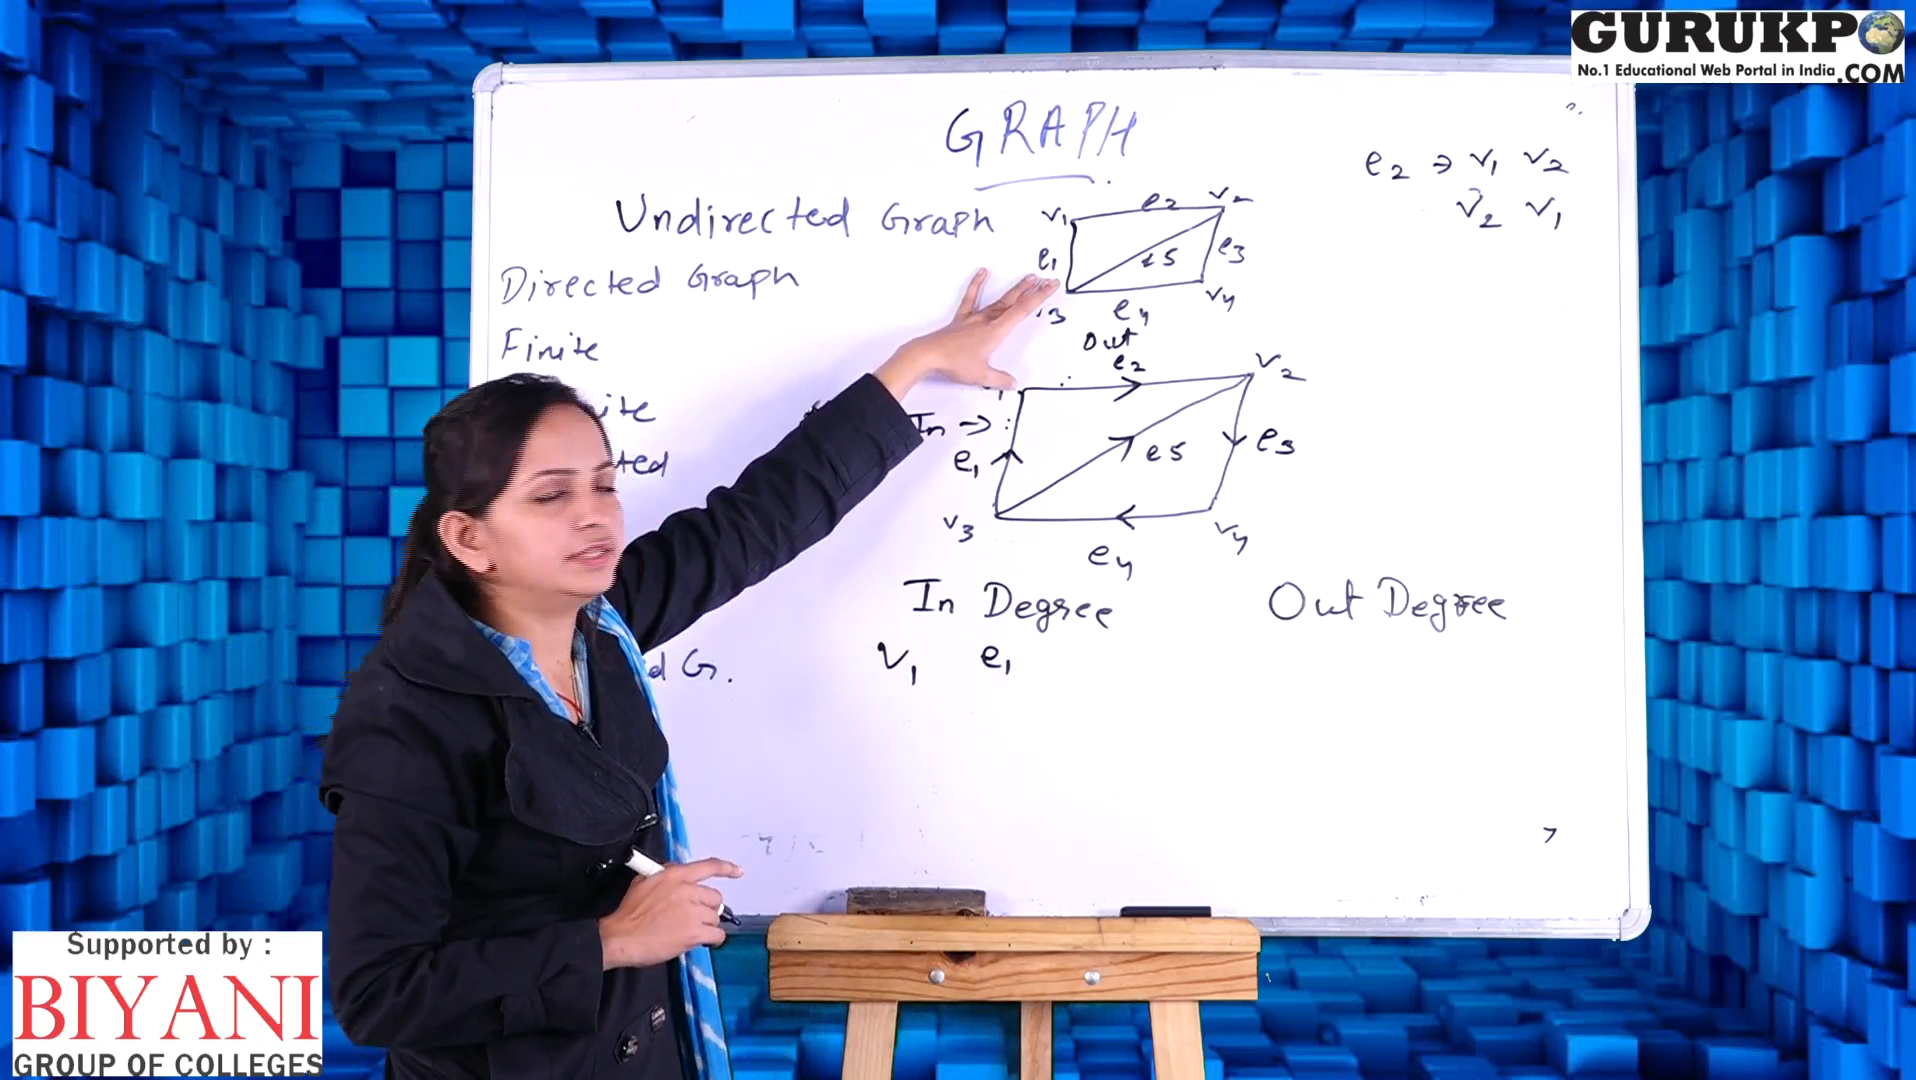 GURUKPO
No.1 Educational Web Portal in India .COM
GRAPH
e2 → v1 v2
v2 v1
Undirected Graph
v1 e2 v2
e1 e5 e3
v3 e4 v4
Directed Graph
Finite
Out
e2 v2
In →
e1 e5 e3
v3 e4 v4
In Degree Out Degree
v1 e1
G.
Supported by :
BIYANI
GROUP OF COLLEGES